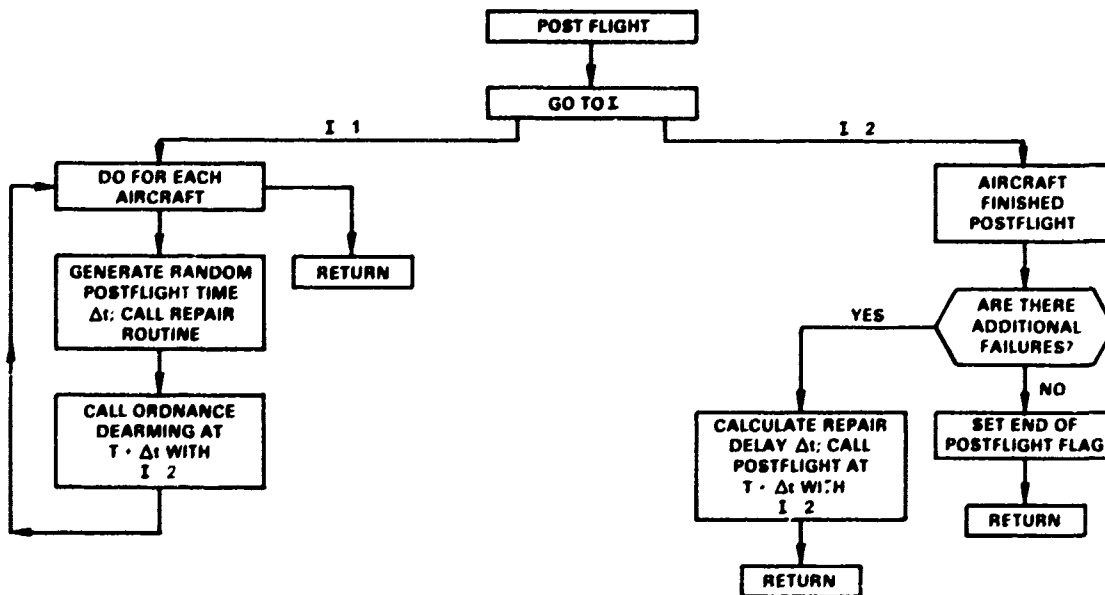 POST FLIGHT
GO TO I
I 1
I 2
DO FOR EACH
AIRCRAFT
RETURN
GENERATE RANDOM
POSTFLIGHT TIME
Δt; CALL REPAIR
ROUTINE
CALL ORDNANCE
DEARMING AT
T · Δt WITH
I 2
AIRCRAFT
FINISHED
POSTFLIGHT
ARE THERE
ADDITIONAL
FAILURES?
YES
NO
CALCULATE REPAIR
DELAY Δt; CALL
POSTFLIGHT AT
T · Δt WITH
I 2
RETURN
SET END OF
POSTFLIGHT FLAG
RETURN